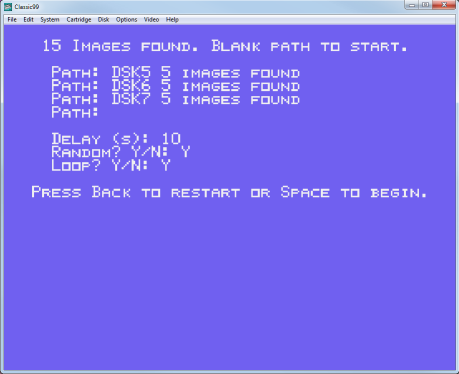 Classic99
File Edit System Cartridge Disk Options Video Help
15 Images found. Blank path to start.
Path: DSK5 5 images found
Path: DSK6 5 images found
Path: DSK7 5 images found
Path:
Delay (s): 10
Random? Y/N: Y
Loop? Y/N: Y
Press Back to restart or Space to begin.